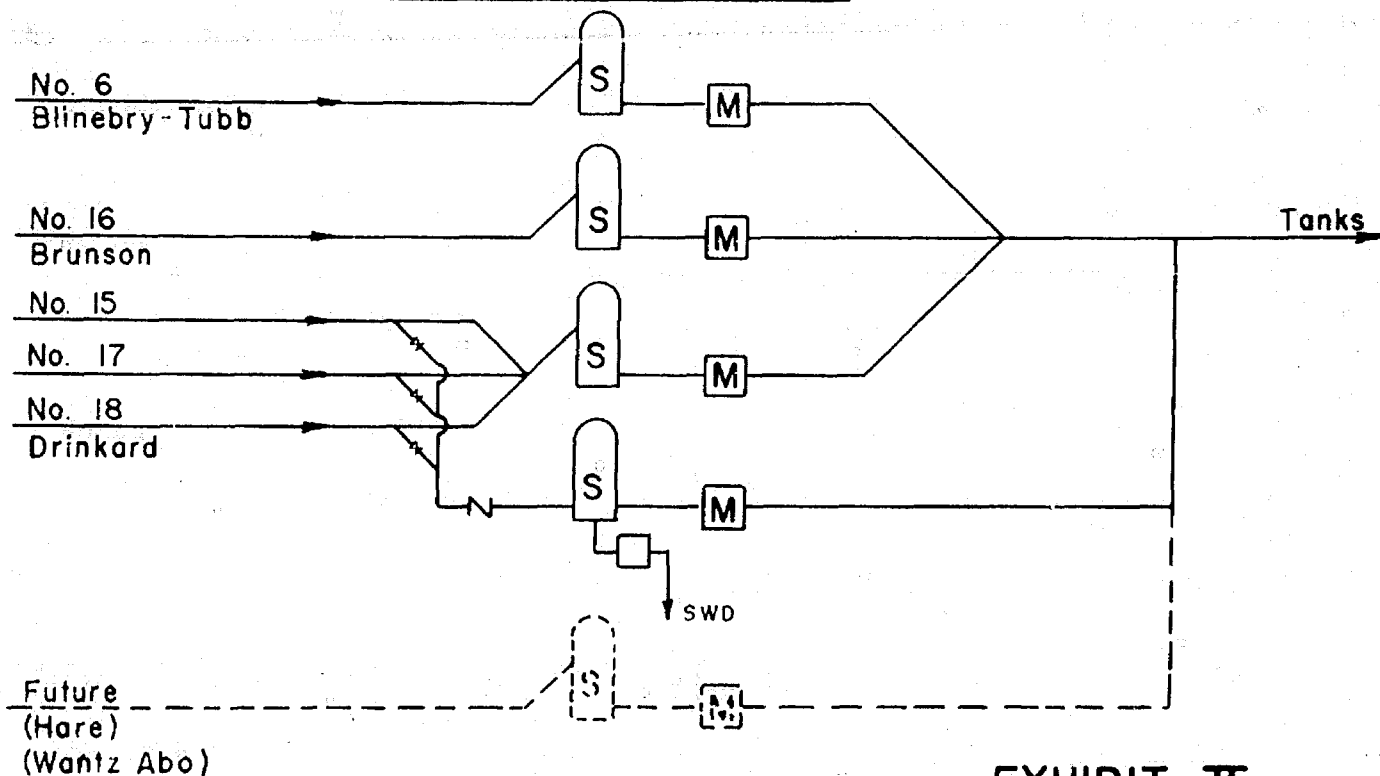 No. 6
Blinebry-Tubb
S
M
No. 16
Brunson
S
M
Tanks
No. 15
No. 17
No. 18
Drinkard
S
M
S
M
SWD
Future
(Hare)
(Wantz Abo)
S
M
EXHIBIT